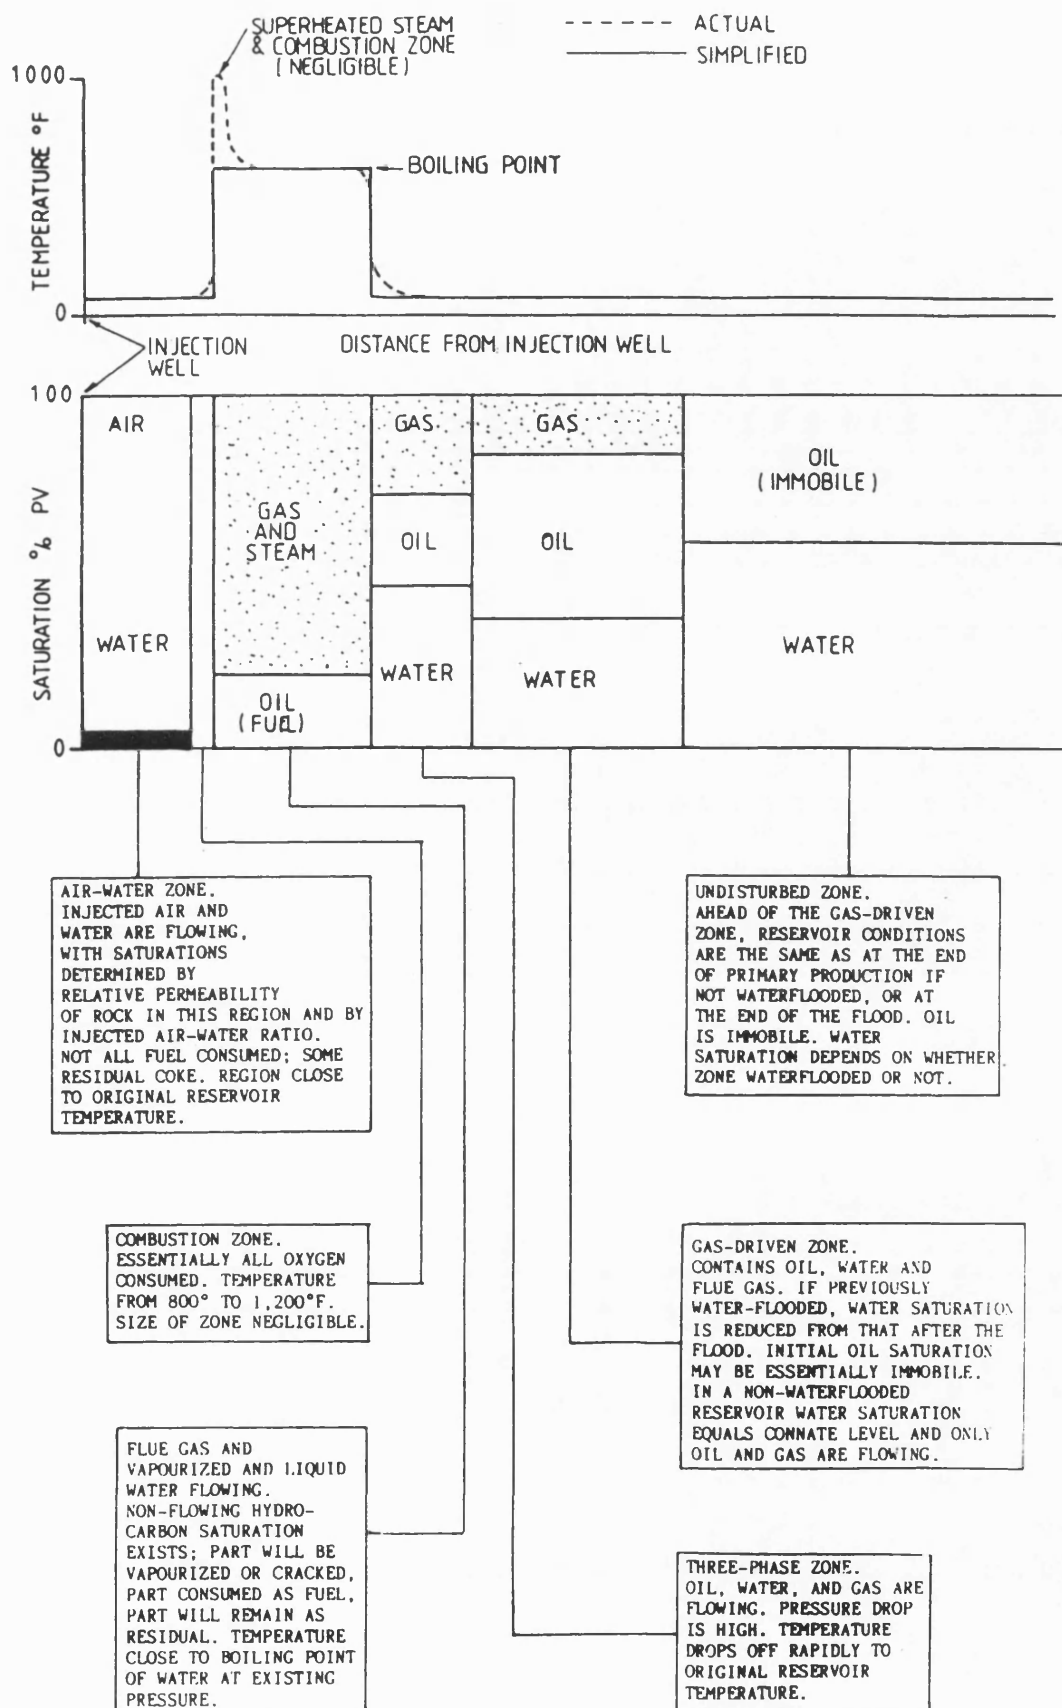 SUPERHEATED STEAM
& COMBUSTION ZONE
(NEGLIGIBLE)
ACTUAL
SIMPLIFIED
1000
TEMPERATURE °F
BOILING POINT
0
INJECTION
WELL
DISTANCE FROM INJECTION WELL
100
SATURATION % PV
0
AIR
WATER
GAS
AND
STEAM
OIL
(FUEL)
GAS
OIL
WATER
GAS
OIL
WATER
OIL
(IMMOBILE)
WATER
AIR-WATER ZONE.
INJECTED AIR AND
WATER ARE FLOWING,
WITH SATURATIONS
DETERMINED BY
RELATIVE PERMEABILITY
OF ROCK IN THIS REGION AND BY
INJECTED AIR-WATER RATIO.
NOT ALL FUEL CONSUMED; SOME
RESIDUAL COKE. REGION CLOSE
TO ORIGINAL RESERVOIR
TEMPERATURE.
UNDISTURBED ZONE.
AHEAD OF THE GAS-DRIVEN
ZONE, RESERVOIR CONDITIONS
ARE THE SAME AS AT THE END
OF PRIMARY PRODUCTION IF
NOT WATERFLOODED, OR AT
THE END OF THE FLOOD. OIL
IS IMMOBILE. WATER
SATURATION DEPENDS ON WHETHER
ZONE WATERFLOODED OR NOT.
COMBUSTION ZONE.
ESSENTIALLY ALL OXYGEN
CONSUMED. TEMPERATURE
FROM 800° TO 1,200°F.
SIZE OF ZONE NEGLIGIBLE.
GAS-DRIVEN ZONE.
CONTAINS OIL, WATER AND
FLUE GAS. IF PREVIOUSLY
WATER-FLOODED, WATER SATURATION
IS REDUCED FROM THAT AFTER THE
FLOOD. INITIAL OIL SATURATION
MAY BE ESSENTIALLY IMMOBILE.
IN A NON-WATERFLOODED
RESERVOIR WATER SATURATION
EQUALS CONNATE LEVEL AND ONLY
OIL AND GAS ARE FLOWING.
FLUE GAS AND
VAPOURIZED AND LIQUID
WATER FLOWING.
NON-FLOWING HYDRO-
CARBON SATURATION
EXISTS; PART WILL BE
VAPOURIZED OR CRACKED,
PART CONSUMED AS FUEL,
PART WILL REMAIN AS
RESIDUAL. TEMPERATURE
CLOSE TO BOILING POINT
OF WATER AT EXISTING
PRESSURE.
THREE-PHASE ZONE.
OIL, WATER, AND GAS ARE
FLOWING. PRESSURE DROP
IS HIGH. TEMPERATURE
DROPS OFF RAPIDLY TO
ORIGINAL RESERVOIR
TEMPERATURE.